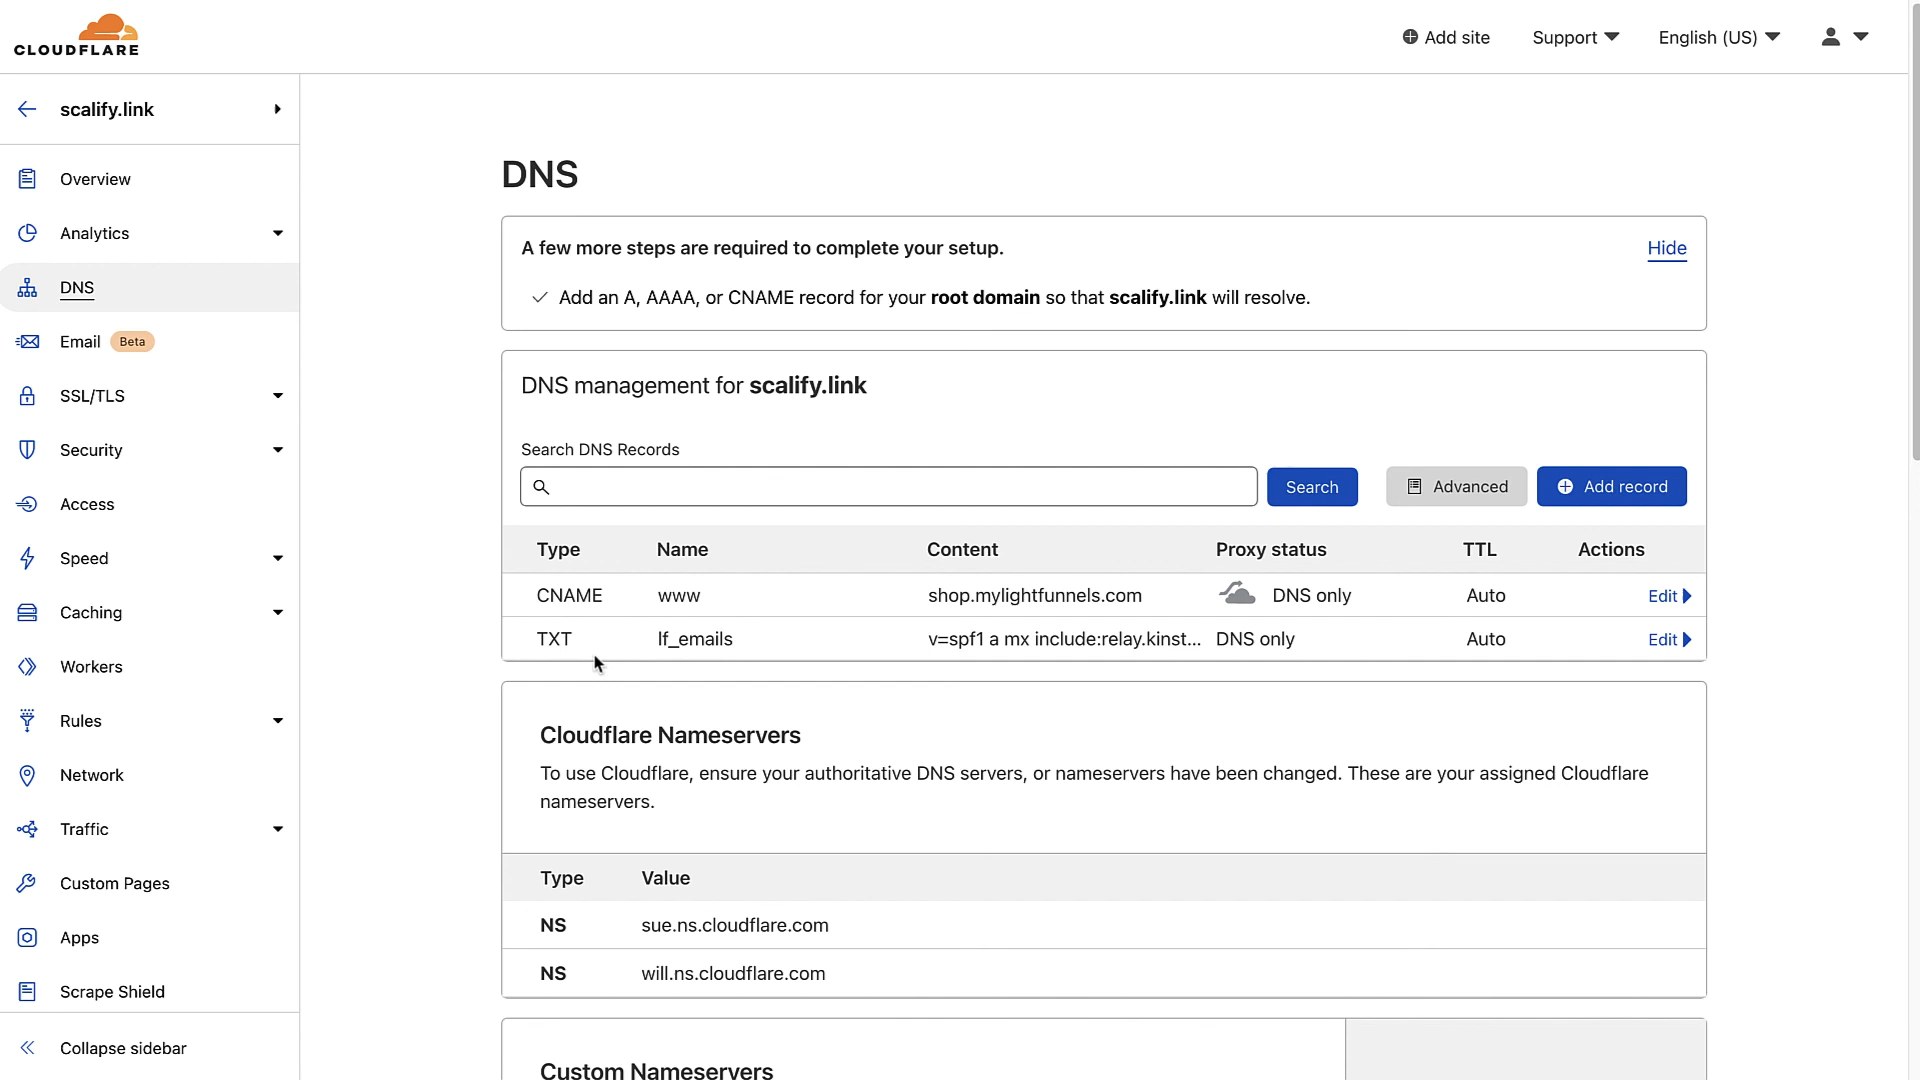 CLOUDFLARE
Add site
Support
English (US)
scalify.link
Overview
Analytics
DNS
Email Beta
SSL/TLS
Security
Access
Speed
Caching
Workers
Rules
Network
Traffic
Custom Pages
Apps
Scrape Shield
Collapse sidebar
DNS
A few more steps are required to complete your setup.
Hide
Add an A, AAAA, or CNAME record for your root domain so that scalify.link will resolve.
DNS management for scalify.link
Search DNS Records
Search
Advanced
Add record
Type Name Content Proxy status TTL Actions
CNAME www shop.mylightfunnels.com DNS only Auto Edit
TXT lf_emails v=spf1 a mx include:relay.kinst... DNS only Auto Edit
Cloudflare Nameservers
To use Cloudflare, ensure your authoritative DNS servers, or nameservers have been changed. These are your assigned Cloudflare
nameservers.
Type Value
NS sue.ns.cloudflare.com
NS will.ns.cloudflare.com
Custom Nameservers